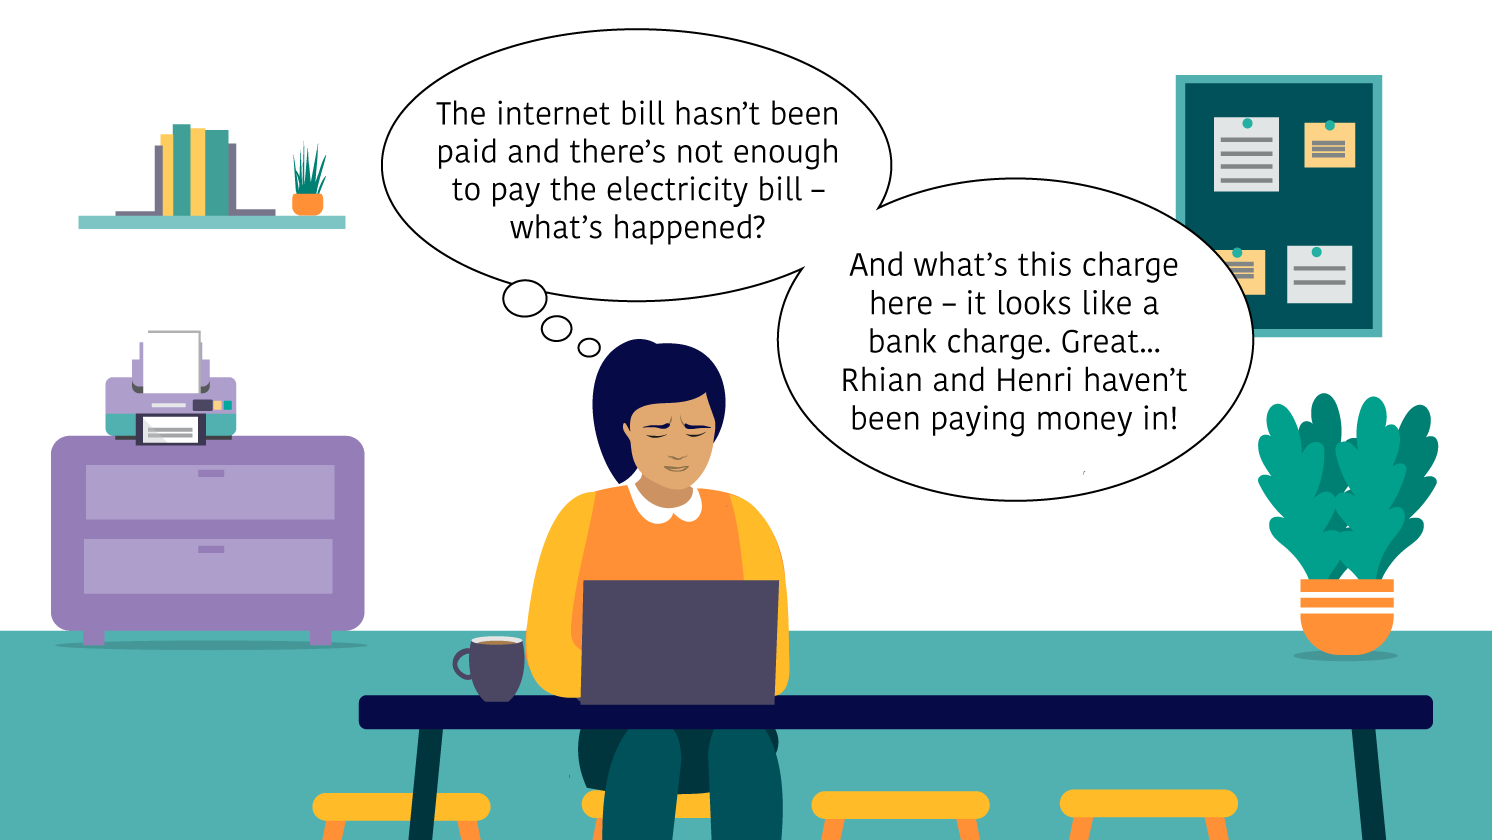 The internet bill hasn’t been
paid and there’s not enough
to pay the electricity bill –
what’s happened?
And what’s this charge
here – it looks like a
bank charge. Great...
Rhian and Henri haven’t
been paying money in!